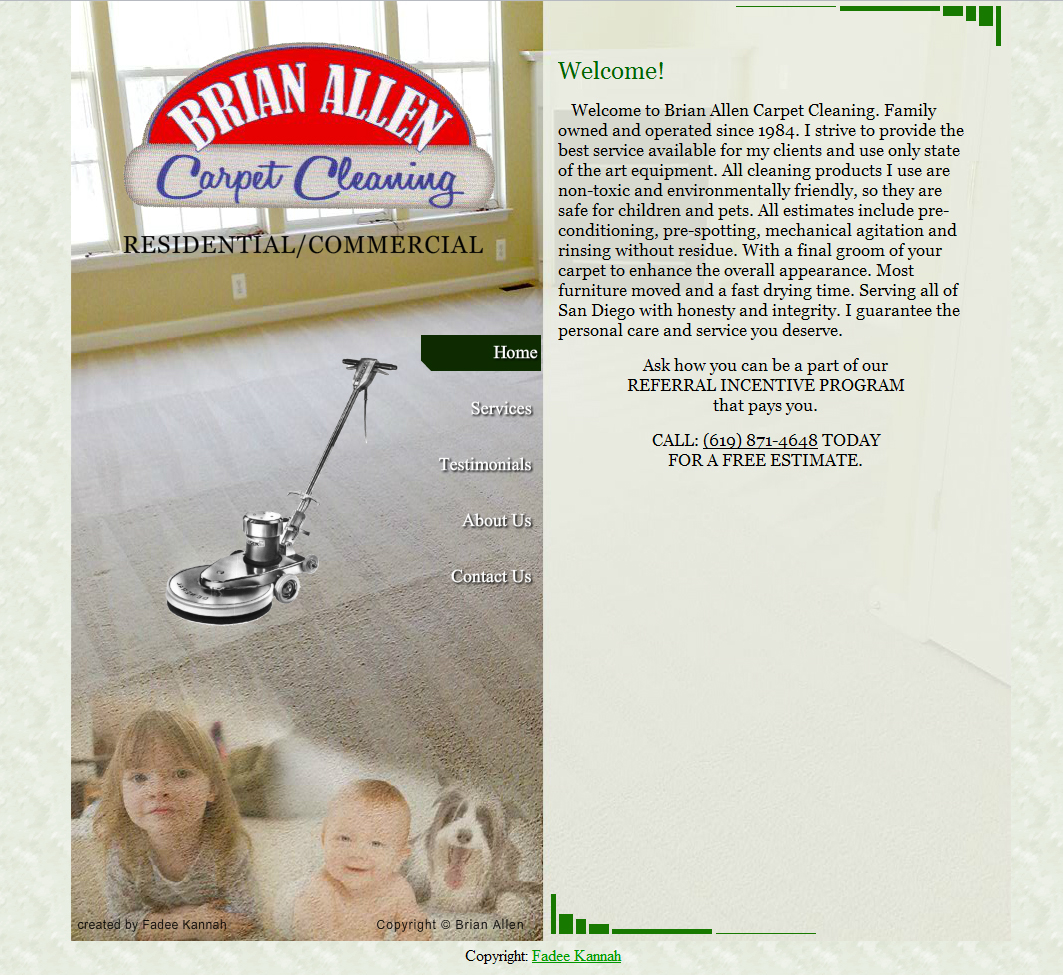 BRIAN ALLEN
Carpet Cleaning
RESIDENTIAL/COMMERCIAL
Home
Services
Testimonials
About Us
Contact Us
created by Fadee Kannah
Copyright © Brian Allen
Welcome!
Welcome to Brian Allen Carpet Cleaning. Family
owned and operated since 1984. I strive to provide the
best service available for my clients and use only state
of the art equipment. All cleaning products I use are
non-toxic and environmentally friendly, so they are
safe for children and pets. All estimates include pre-
conditioning, pre-spotting, mechanical agitation and
rinsing without residue. With a final groom of your
carpet to enhance the overall appearance. Most
furniture moved and a fast drying time. Serving all of
San Diego with honesty and integrity. I guarantee the
personal care and service you deserve.
Ask how you can be a part of our
REFERRAL INCENTIVE PROGRAM
that pays you.
CALL: (619) 871-4648 TODAY
FOR A FREE ESTIMATE.
Copyright: Fadee Kannah